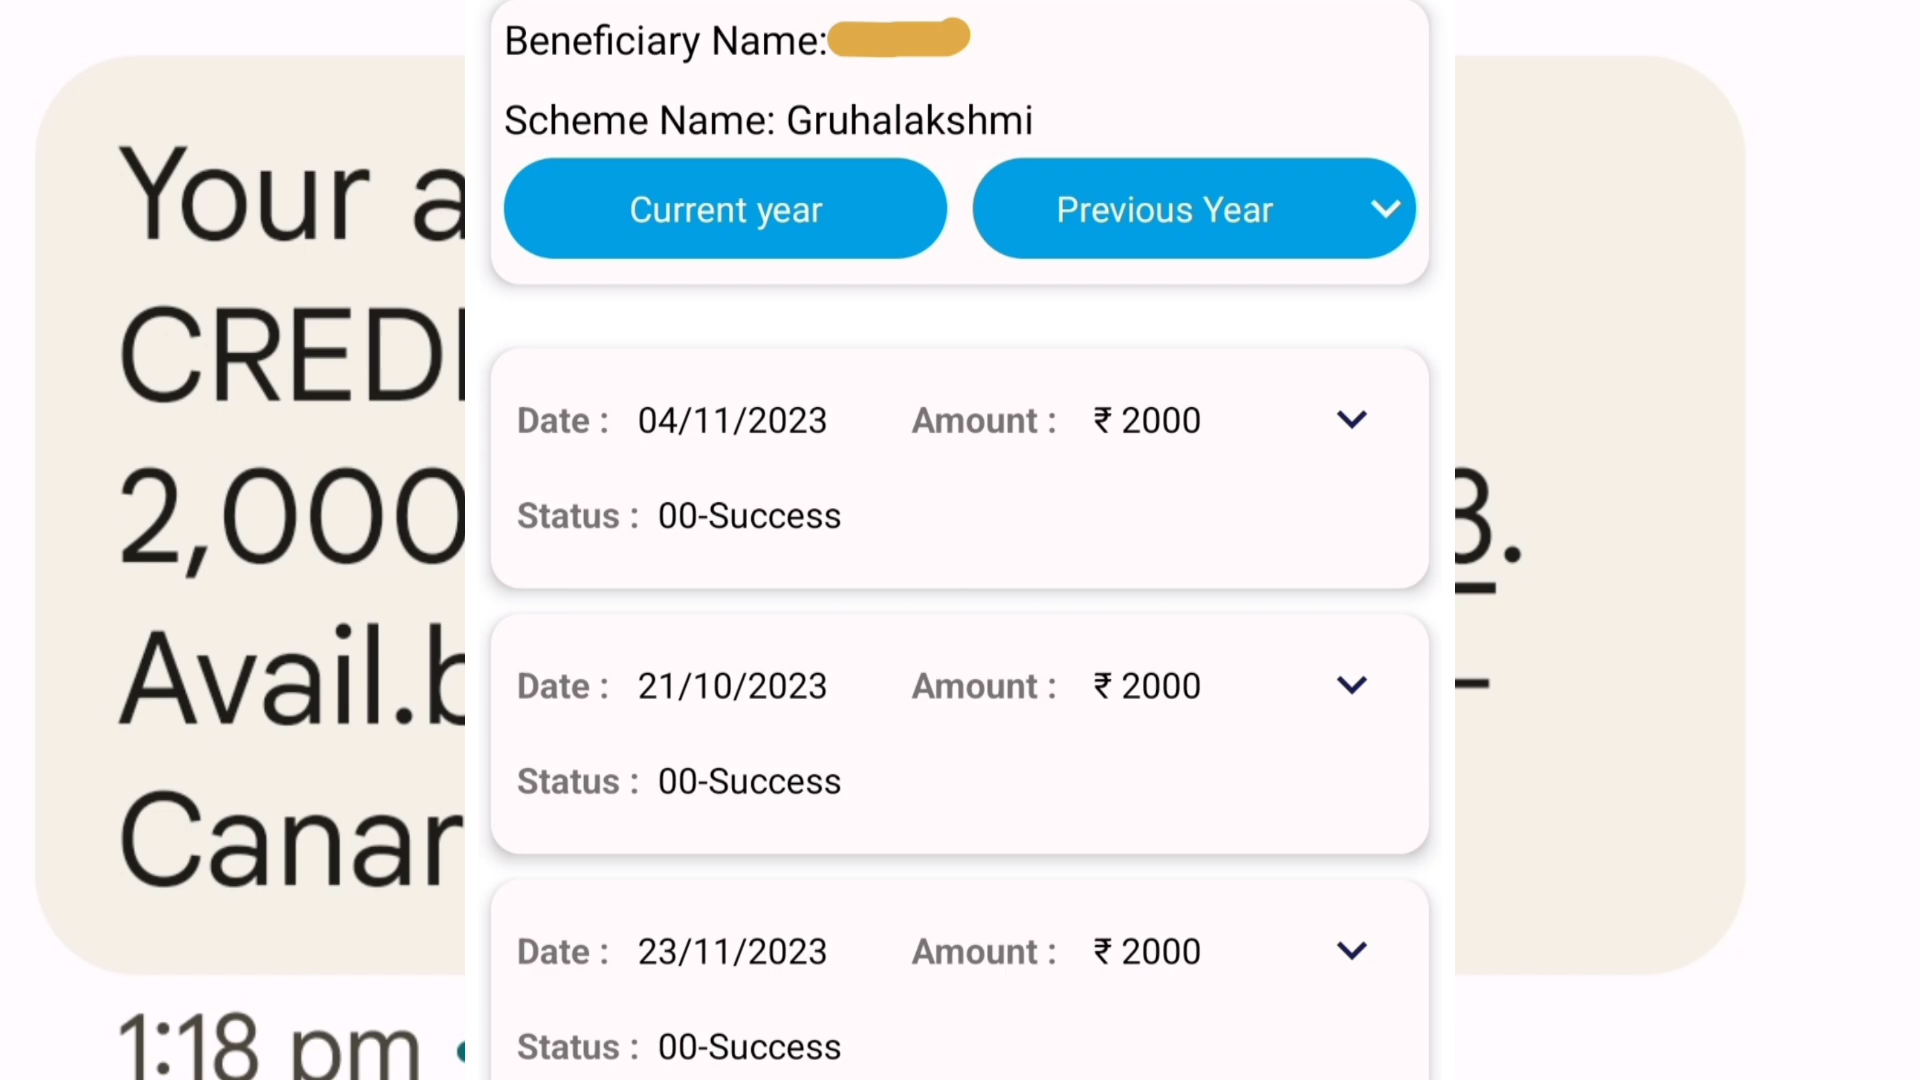 Beneficiary Name:
Scheme Name: Gruhalakshmi
Current year
Previous Year
Date : 04/11/2023 Amount : ₹ 2000
Status : 00-Success
Date : 21/10/2023 Amount : ₹ 2000
Status : 00-Success
Date : 23/11/2023 Amount : ₹ 2000
Status : 00-Success
Your a
CREDI
2,000
Avail.b
Canar
1:18 pm